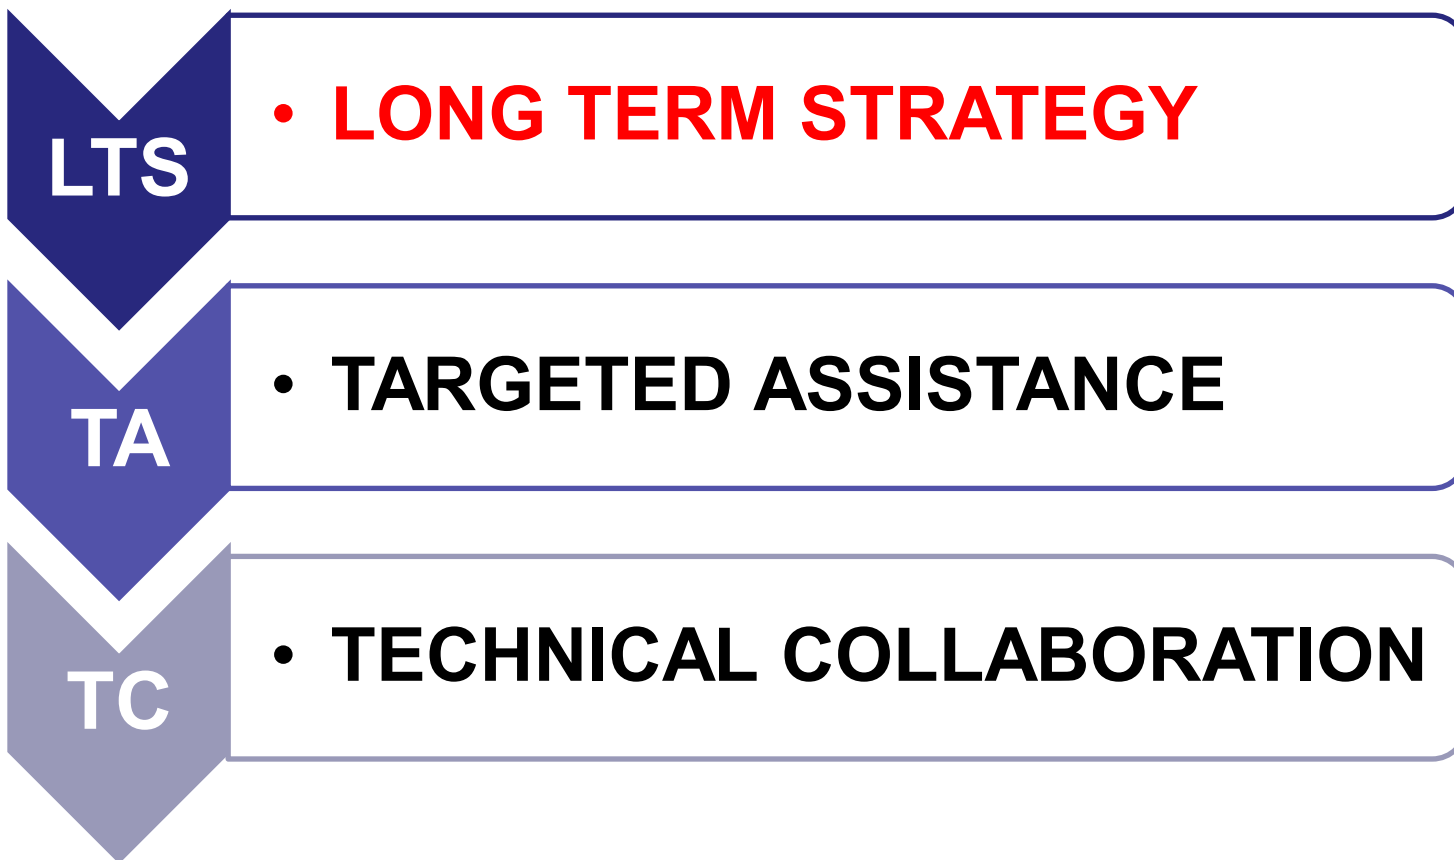 LTS
• LONG TERM STRATEGY
TA
• TARGETED ASSISTANCE
TC
• TECHNICAL COLLABORATION